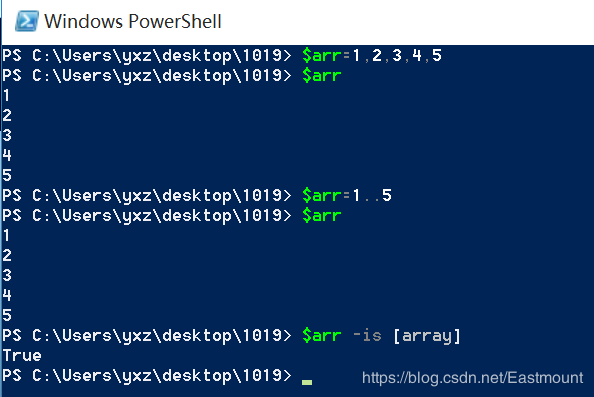 Windows PowerShell
PS C:\Users\yxz\desktop\1019> $arr=1,2,3,4,5
PS C:\Users\yxz\desktop\1019> $arr
1
2
3
4
5
PS C:\Users\yxz\desktop\1019> $arr=1..5
PS C:\Users\yxz\desktop\1019> $arr
1
2
3
4
5
PS C:\Users\yxz\desktop\1019> $arr -is [array]
True
PS C:\Users\yxz\desktop\1019>
https://blog.csdn.net/Eastmount